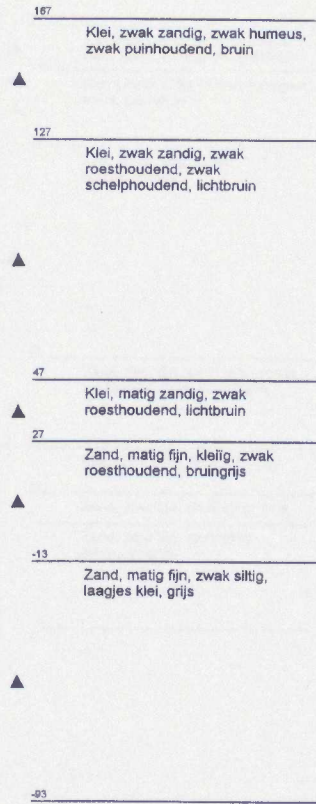 167
Klei, zwak zandig, zwak humeus,
zwak puinhoudend, bruin
127
Klei, zwak zandig, zwak
roesthoudend, zwak
schelphoudend, lichtbruin
47
Klei, matig zandig, zwak
roesthoudend, lichtbruin
27
Zand, matig fijn, kleiïg, zwak
roesthoudend, bruingrijs
-13
Zand, matig fijn, zwak siltig,
laagjes klei, grijs
-93